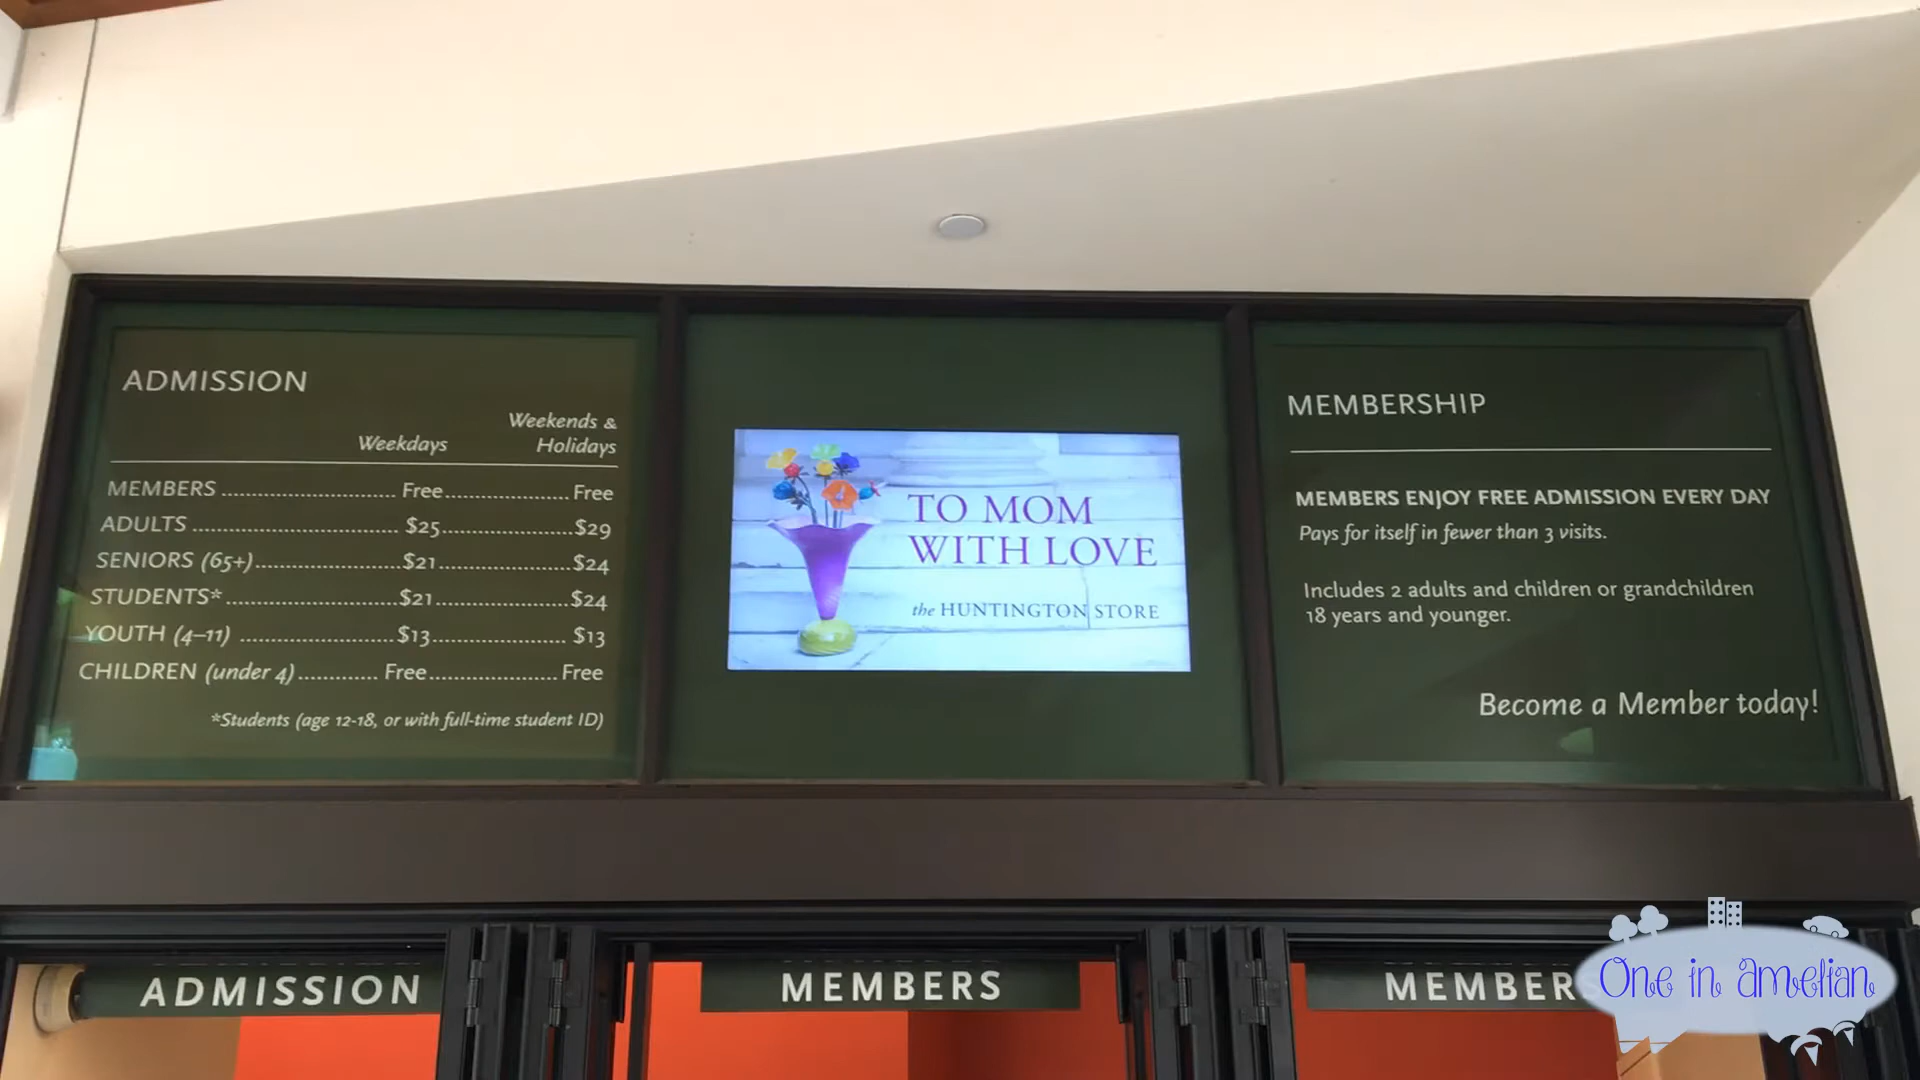 ADMISSION
Weekdays Weekends & Holidays
MEMBERS ........ Free ........ Free
ADULTS ........ $25 ........ $29
SENIORS (65+) ........ $21 ........ $24
STUDENTS* ........ $21 ........ $24
YOUTH (4–11) ........ $13 ........ $13
CHILDREN (under 4) ........ Free ........ Free
*Students (age 12-18, or with full-time student ID)
TO MOM
WITH LOVE
the HUNTINGTON STORE
MEMBERSHIP
MEMBERS ENJOY FREE ADMISSION EVERY DAY
Pays for itself in fewer than 3 visits.
Includes 2 adults and children or grandchildren
18 years and younger.
Become a Member today!
ADMISSION
MEMBERS
MEMBER
One in amelian